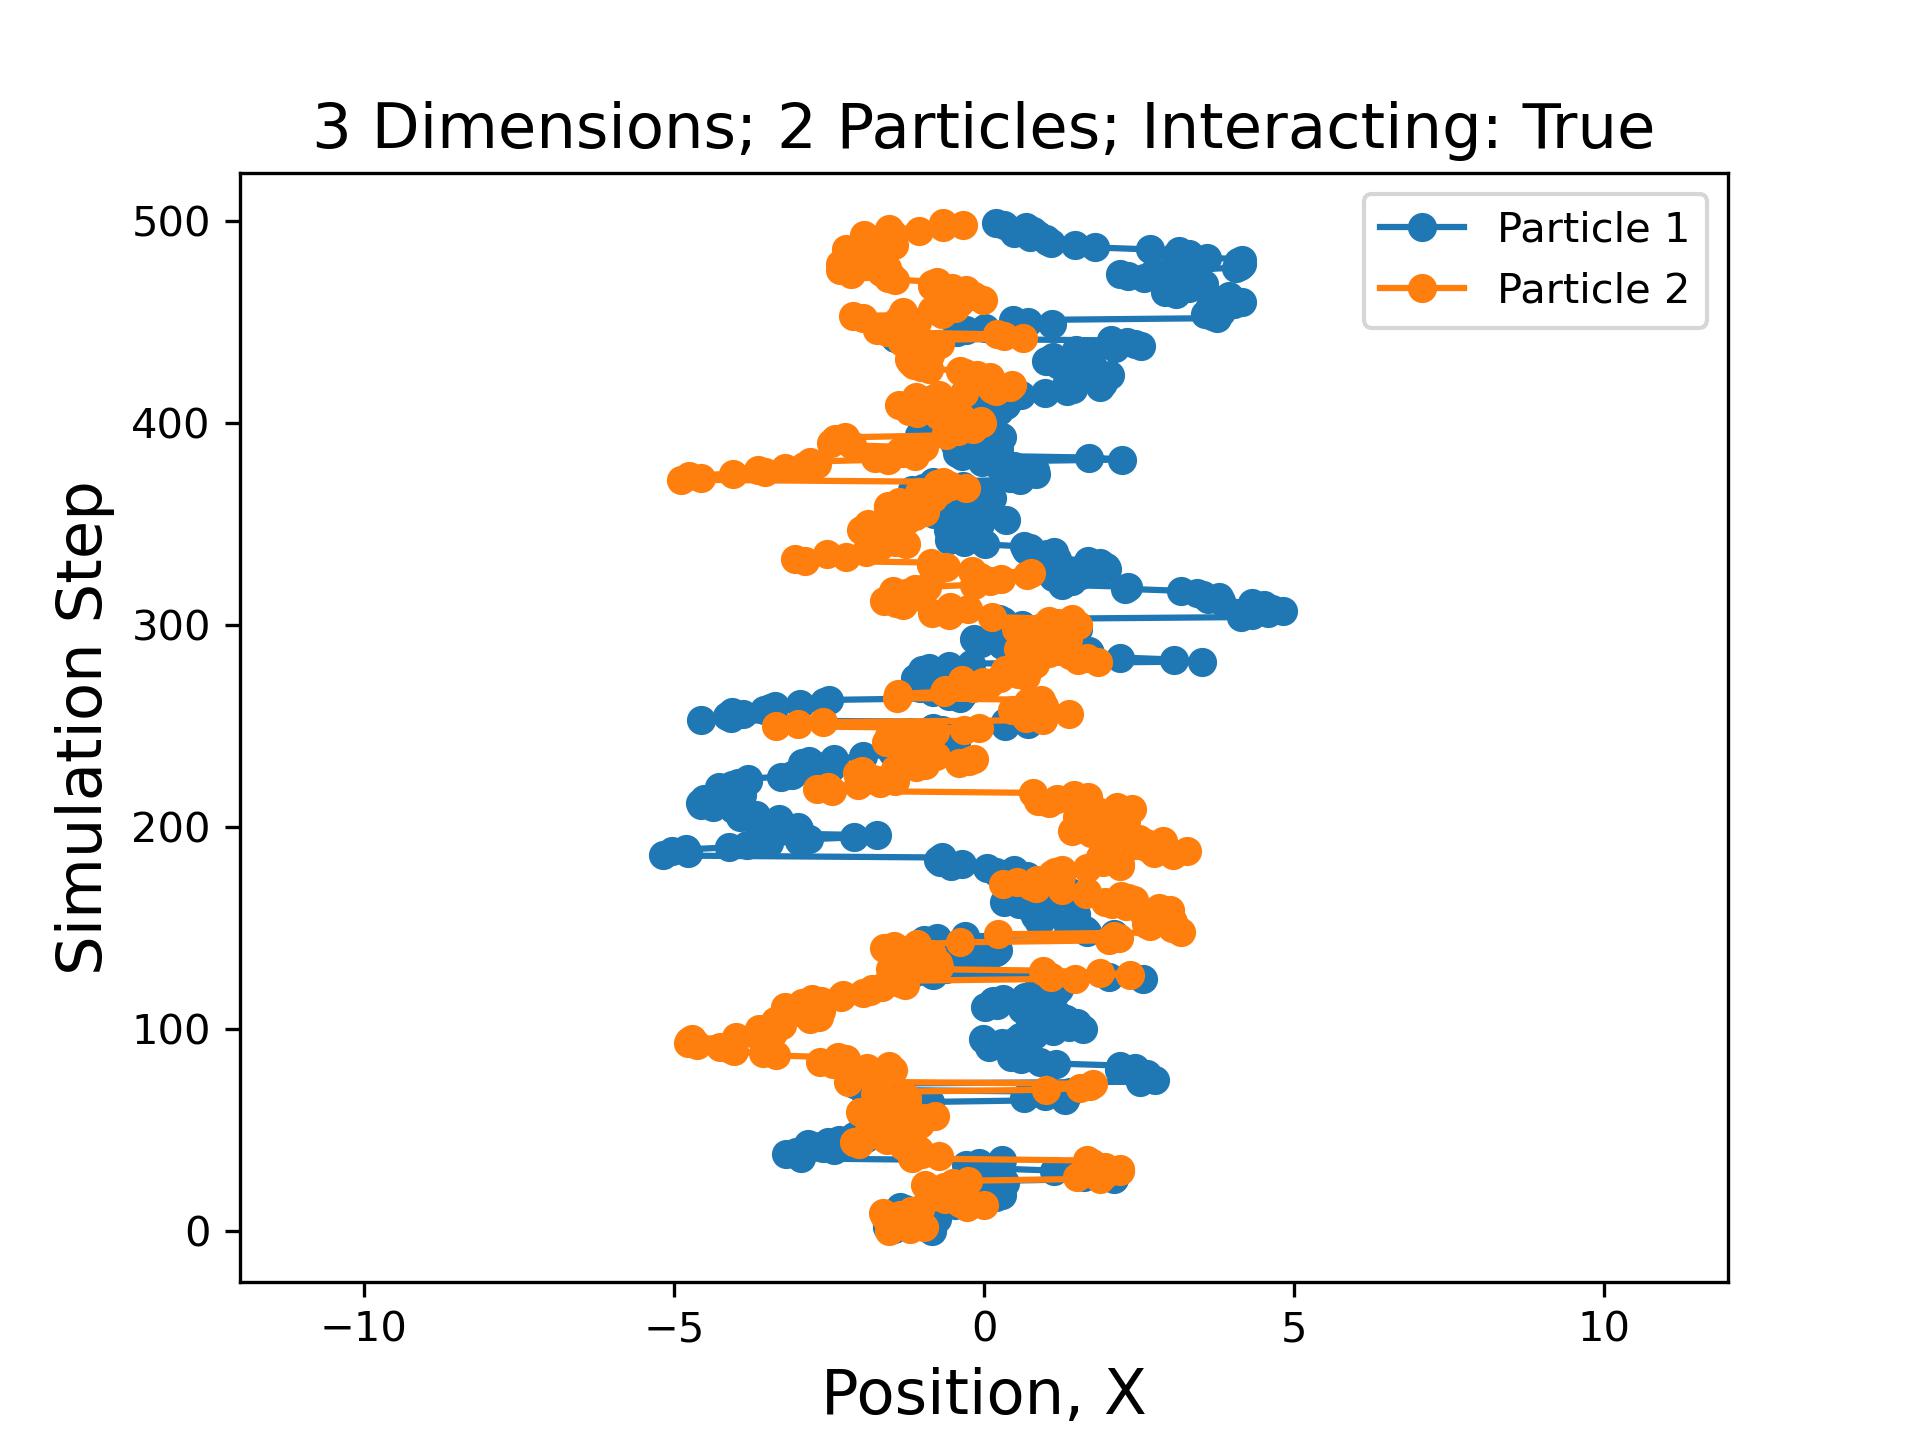 3 Dimensions; 2 Particles; Interacting: True
Particle 1
Particle 2
Simulation Step
500
400
300
200
100
0
−10
−5
0
5
10
Position, X